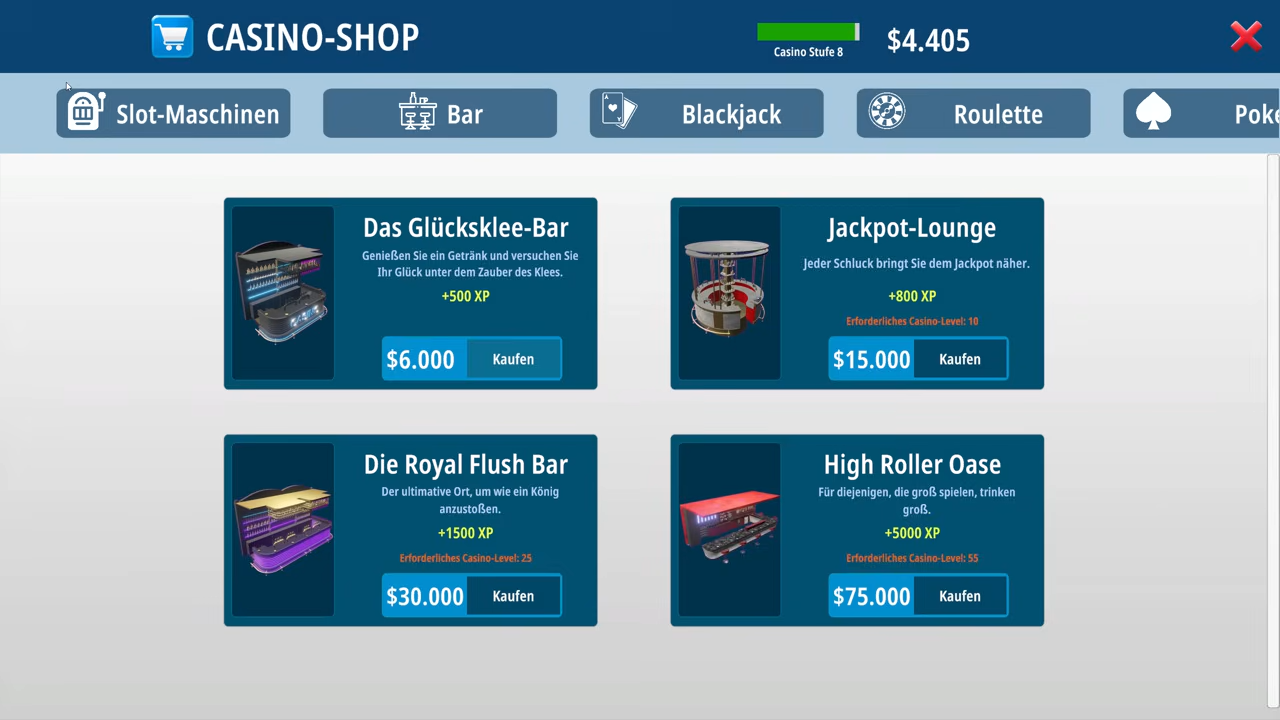 CASINO-SHOP
Casino Stufe 8
$4.405
Slot-Maschinen
Bar
Blackjack
Roulette
Das Glücksklee-Bar
Genießen Sie ein Getränk und versuchen Sie
Ihr Glück unter dem Zauber des Klees.
+500 XP
$6.000
Kaufen
Jackpot-Lounge
Jeder Schluck bringt Sie dem Jackpot näher.
+800 XP
Erforderliches Casino-Level: 10
$15.000
Kaufen
Die Royal Flush Bar
Der ultimative Ort, um wie ein König
anzustoßen.
+1500 XP
Erforderliches Casino-Level: 25
$30.000
Kaufen
High Roller Oase
Für diejenigen, die groß spielen, trinken
groß.
+5000 XP
Erforderliches Casino-Level: 55
$75.000
Kaufen